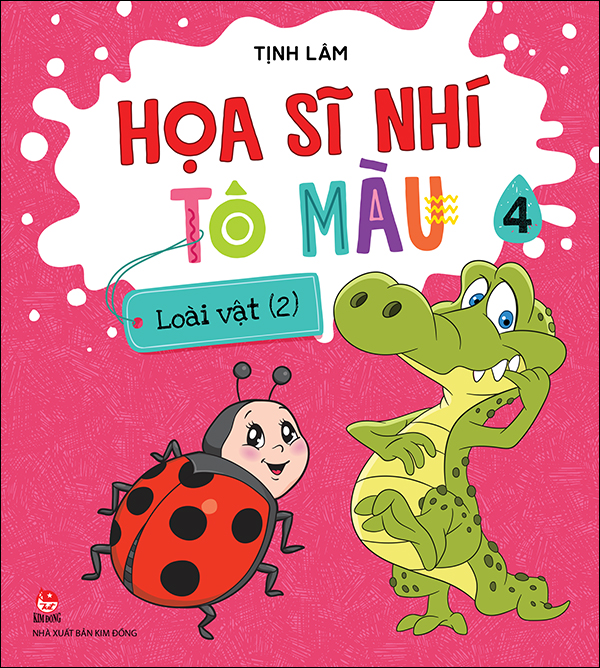 TỊNH LÂM
HỌA SĨ NHÍ
TÔ MÀU 4
Loài vật (2)
KIM ĐỒNG
NHÀ XUẤT BẢN KIM ĐỒNG